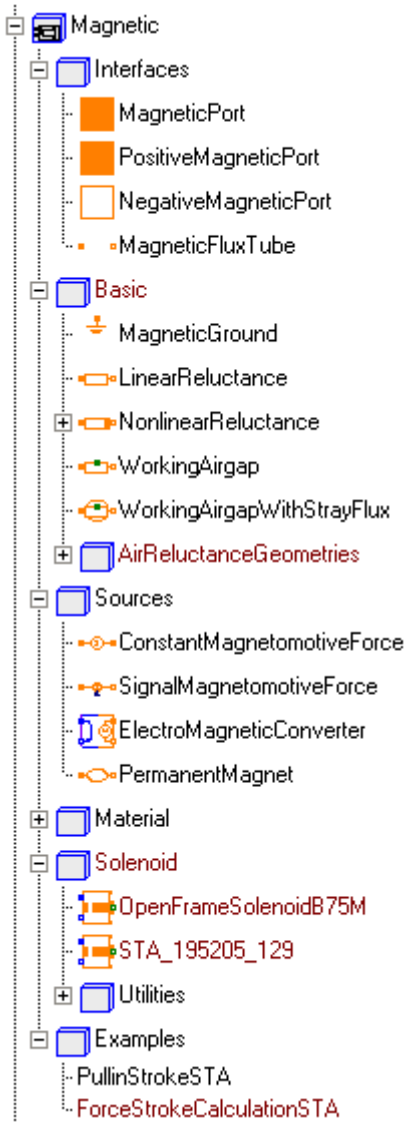 Magnetic
Interfaces
MagneticPort
PositiveMagneticPort
NegativeMagneticPort
MagneticFluxTube
Basic
MagneticGround
LinearReluctance
NonlinearReluctance
WorkingAirgap
WorkingAirgapWithStrayFlux
AirReluctanceGeometries
Sources
ConstantMagnetomotiveForce
SignalMagnetomotiveForce
ElectroMagneticConverter
PermanentMagnet
Material
Solenoid
OpenFrameSolenoidB75M
STA_195205_129
Utilities
Examples
PullinStrokeSTA
ForceStrokeCalculationSTA